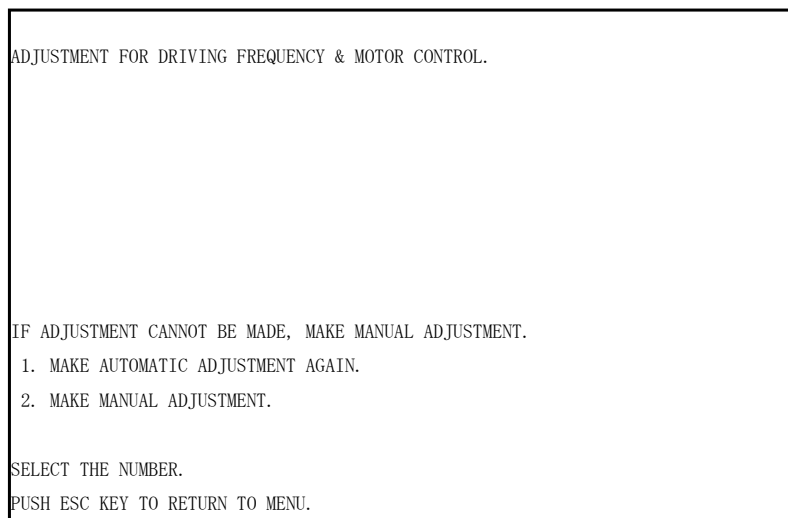 ADJUSTMENT FOR DRIVING FREQUENCY & MOTOR CONTROL.
IF ADJUSTMENT CANNOT BE MADE, MAKE MANUAL ADJUSTMENT.
1. MAKE AUTOMATIC ADJUSTMENT AGAIN.
2. MAKE MANUAL ADJUSTMENT.
SELECT THE NUMBER.
PUSH ESC KEY TO RETURN TO MENU.